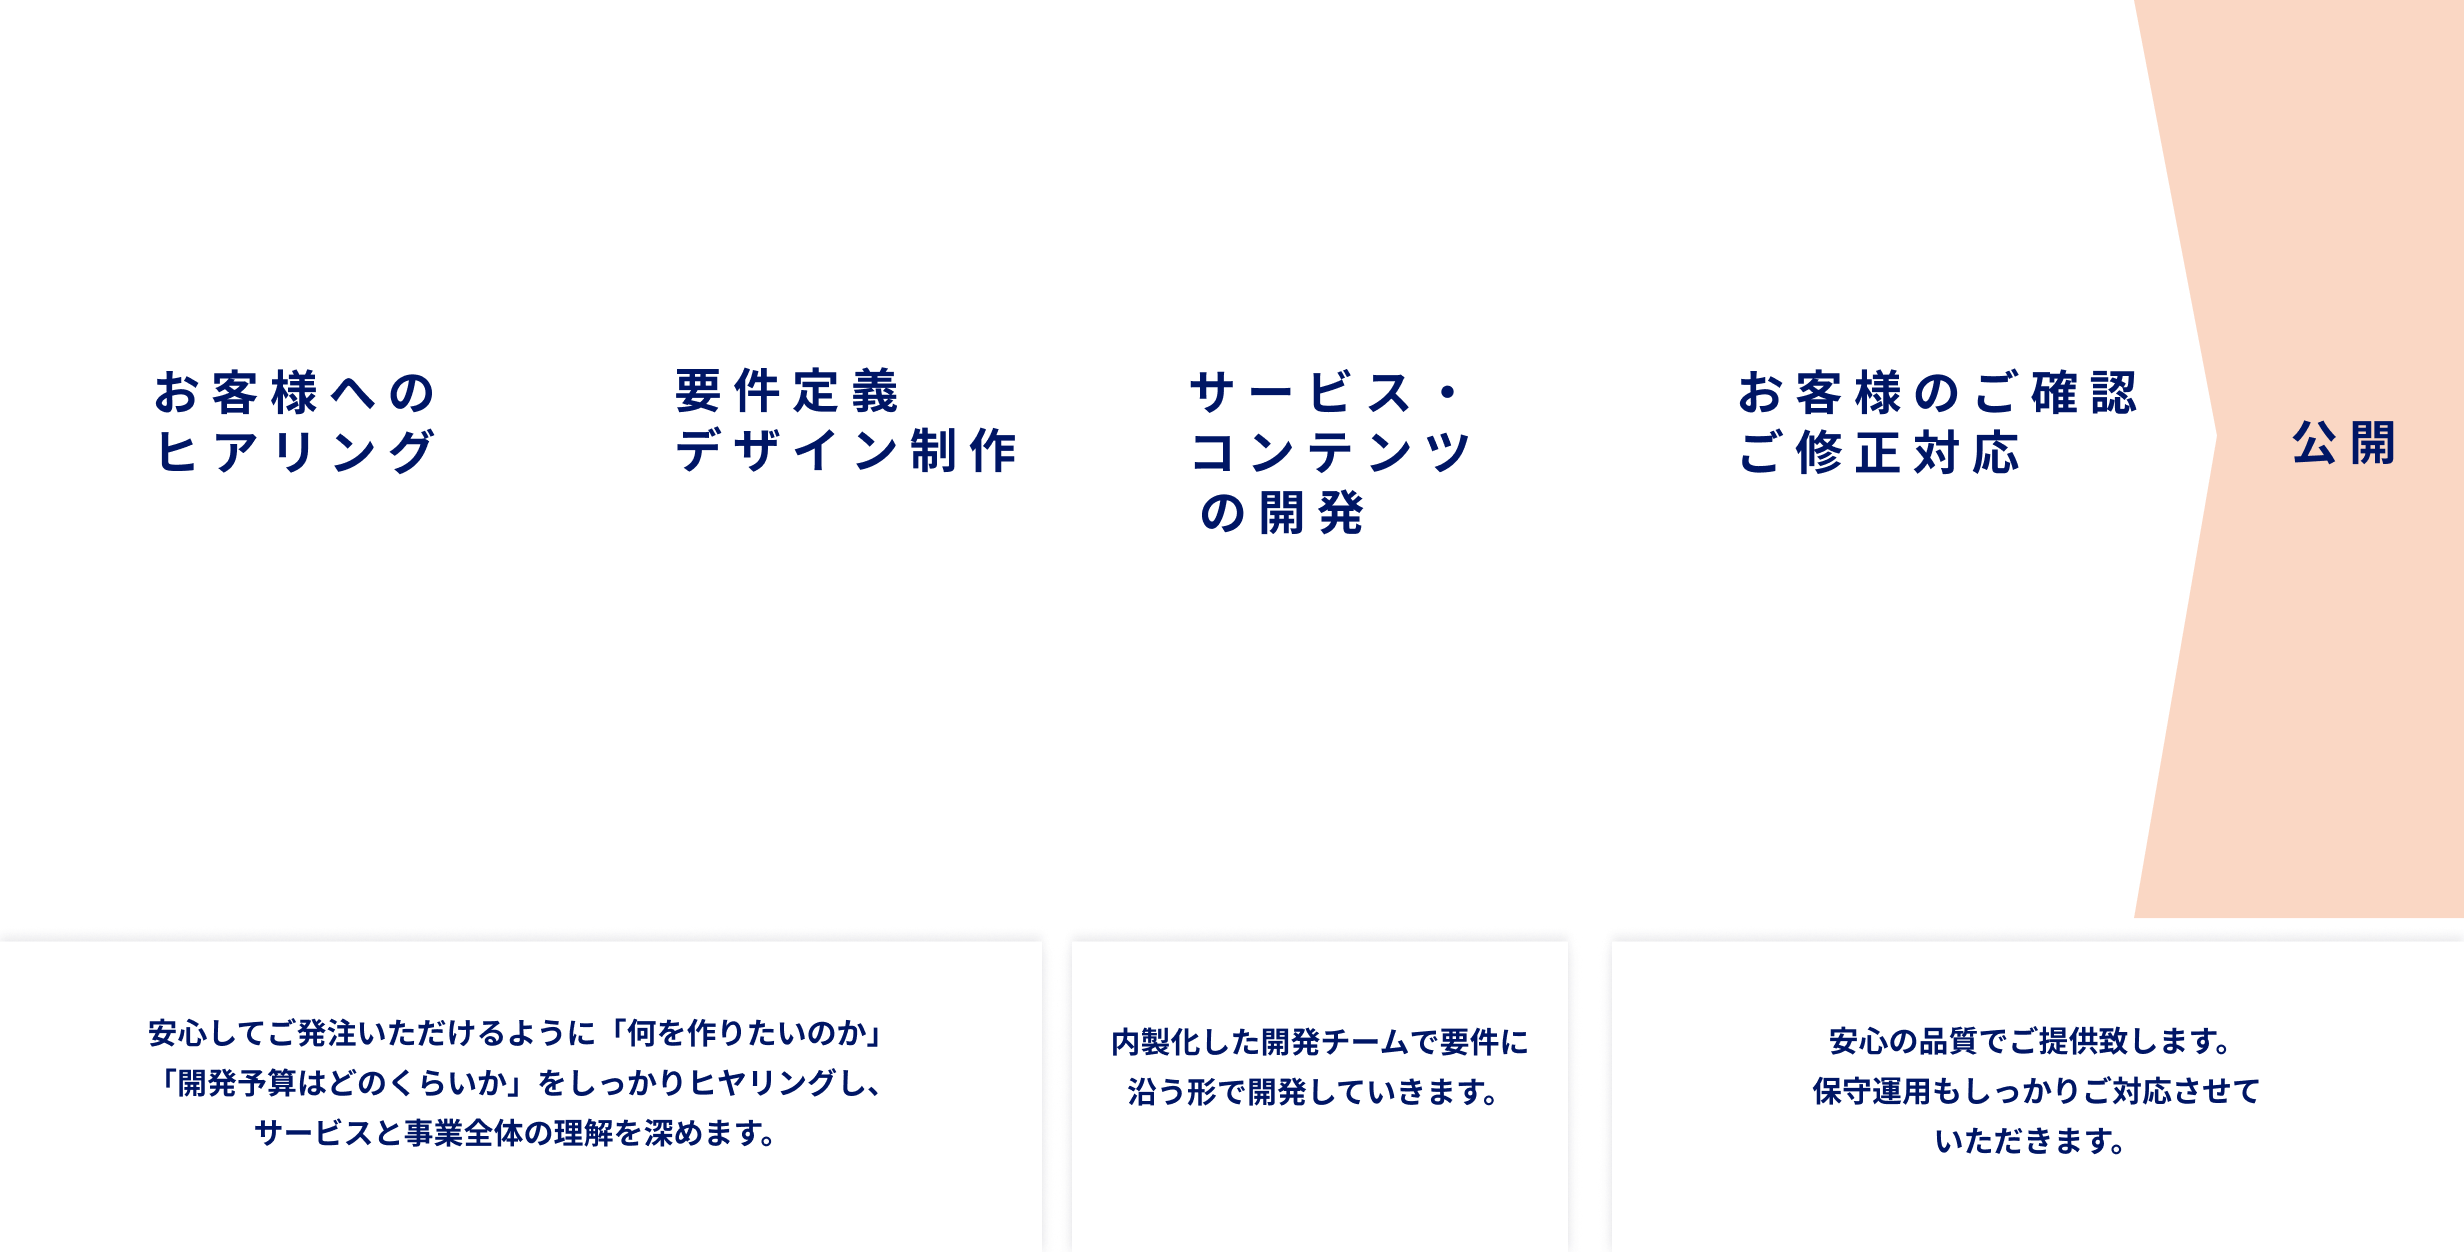 お客様への
ヒアリング
要件定義
デザイン制作
サービス・
コンテンツ
の開発
お客様のご確認
ご修正対応
公開
安心してご発注いただけるように「何を作りたいのか」
「開発予算はどのくらいか」をしっかりヒヤリングし、
サービスと事業全体の理解を深めます。
内製化した開発チームで要件に
沿う形で開発していきます。
安心の品質でご提供致します。
保守運用もしっかりご対応させて
いただきます。